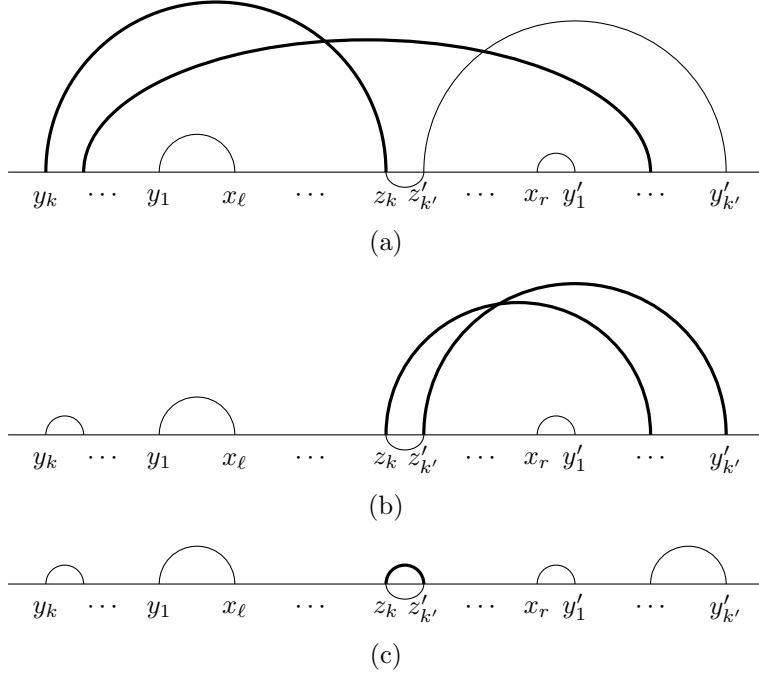 y_k ⋯ y_1 x_ℓ ⋯ z_k z'_{k'} ⋯ x_r y'_1 ⋯ y'_{k'}
(a)
y_k ⋯ y_1 x_ℓ ⋯ z_k z'_{k'} ⋯ x_r y'_1 ⋯ y'_{k'}
(b)
y_k ⋯ y_1 x_ℓ ⋯ z_k z'_{k'} ⋯ x_r y'_1 ⋯ y'_{k'}
(c)